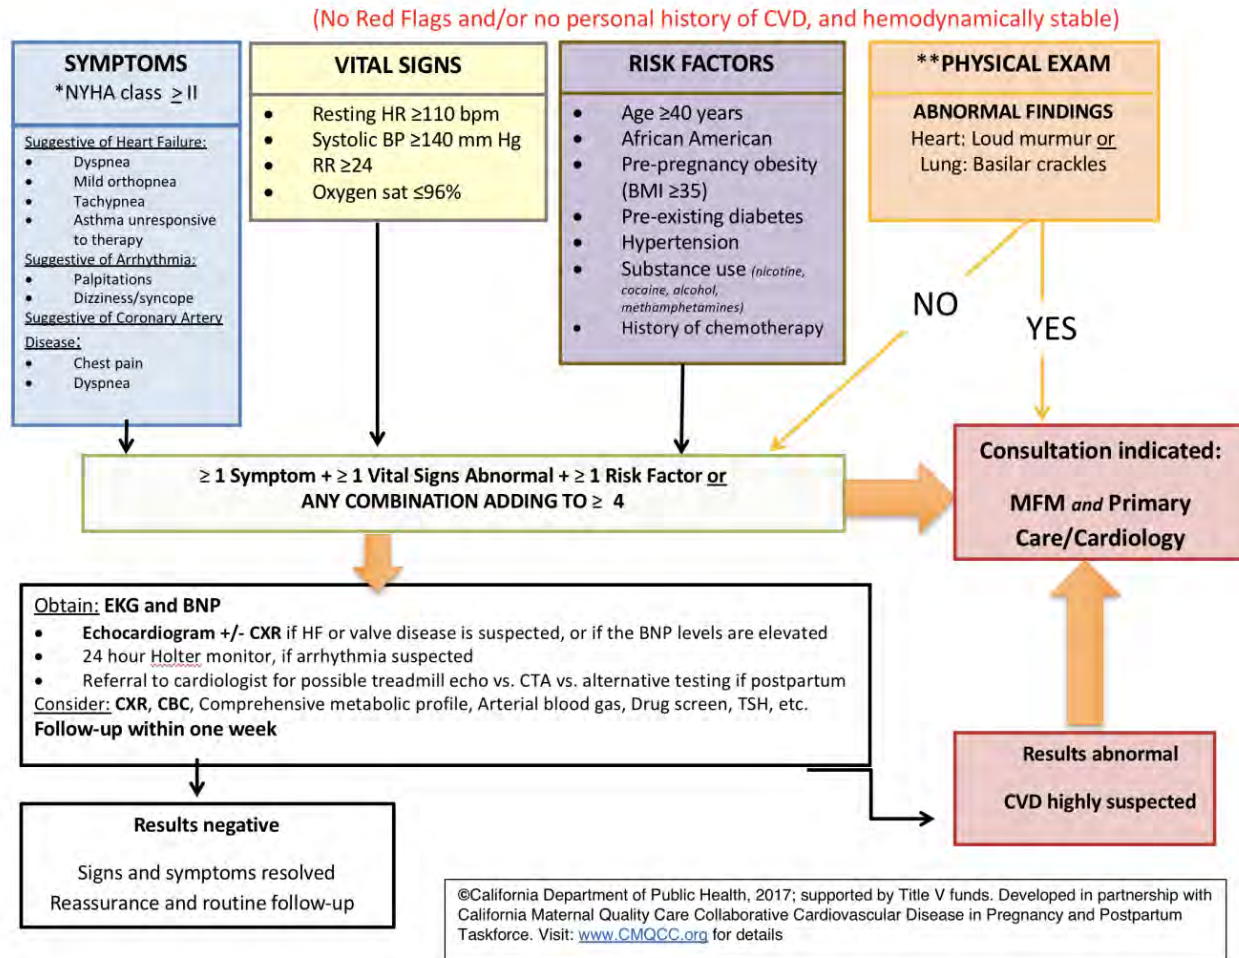 (No Red Flags and/or no personal history of CVD, and hemodynamically stable)
SYMPTOMS
*NYHA class ≥ II
Suggestive of Heart Failure:
• Dyspnea
• Mild orthopnea
• Tachypnea
• Asthma unresponsive
to therapy
Suggestive of Arrhythmia:
• Palpitations
• Dizziness/syncope
Suggestive of Coronary Artery
Disease:
• Chest pain
• Dyspnea
VITAL SIGNS
• Resting HR ≥110 bpm
• Systolic BP ≥140 mm Hg
• RR ≥24
• Oxygen sat ≤96%
RISK FACTORS
• Age ≥40 years
• African American
• Pre-pregnancy obesity
(BMI ≥35)
• Pre-existing diabetes
• Hypertension
• Substance use (nicotine,
cocaine, alcohol,
methamphetamines)
• History of chemotherapy
**PHYSICAL EXAM
ABNORMAL FINDINGS
Heart: Loud murmur or
Lung: Basilar crackles
NO
YES
≥ 1 Symptom + ≥ 1 Vital Signs Abnormal + ≥ 1 Risk Factor or
ANY COMBINATION ADDING TO ≥ 4
Consultation indicated:
MFM and Primary
Care/Cardiology
Obtain: EKG and BNP
• Echocardiogram +/- CXR if HF or valve disease is suspected, or if the BNP levels are elevated
• 24 hour Holter monitor, if arrhythmia suspected
• Referral to cardiologist for possible treadmill echo vs. CTA vs. alternative testing if postpartum
Consider: CXR, CBC, Comprehensive metabolic profile, Arterial blood gas, Drug screen, TSH, etc.
Follow-up within one week
Results abnormal
CVD highly suspected
Results negative
Signs and symptoms resolved
Reassurance and routine follow-up
©California Department of Public Health, 2017; supported by Title V funds. Developed in partnership with
California Maternal Quality Care Collaborative Cardiovascular Disease in Pregnancy and Postpartum
Taskforce. Visit: www.CMQCC.org for details